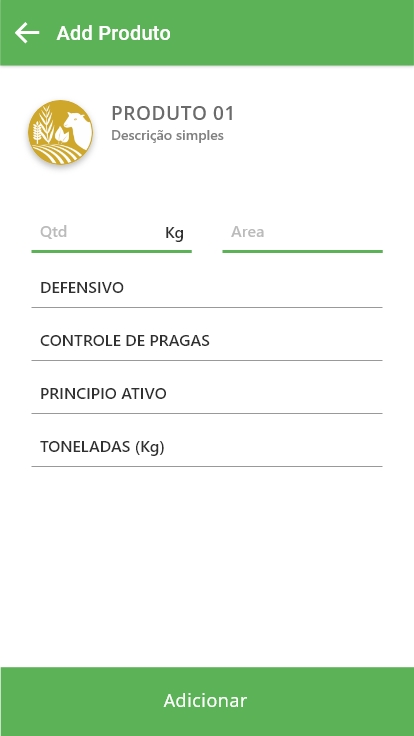 Add Produto
PRODUTO 01
Descrição simples
Qtd Kg Area
DEFENSIVO
CONTROLE DE PRAGAS
PRINCIPIO ATIVO
TONELADAS (Kg)
Adicionar